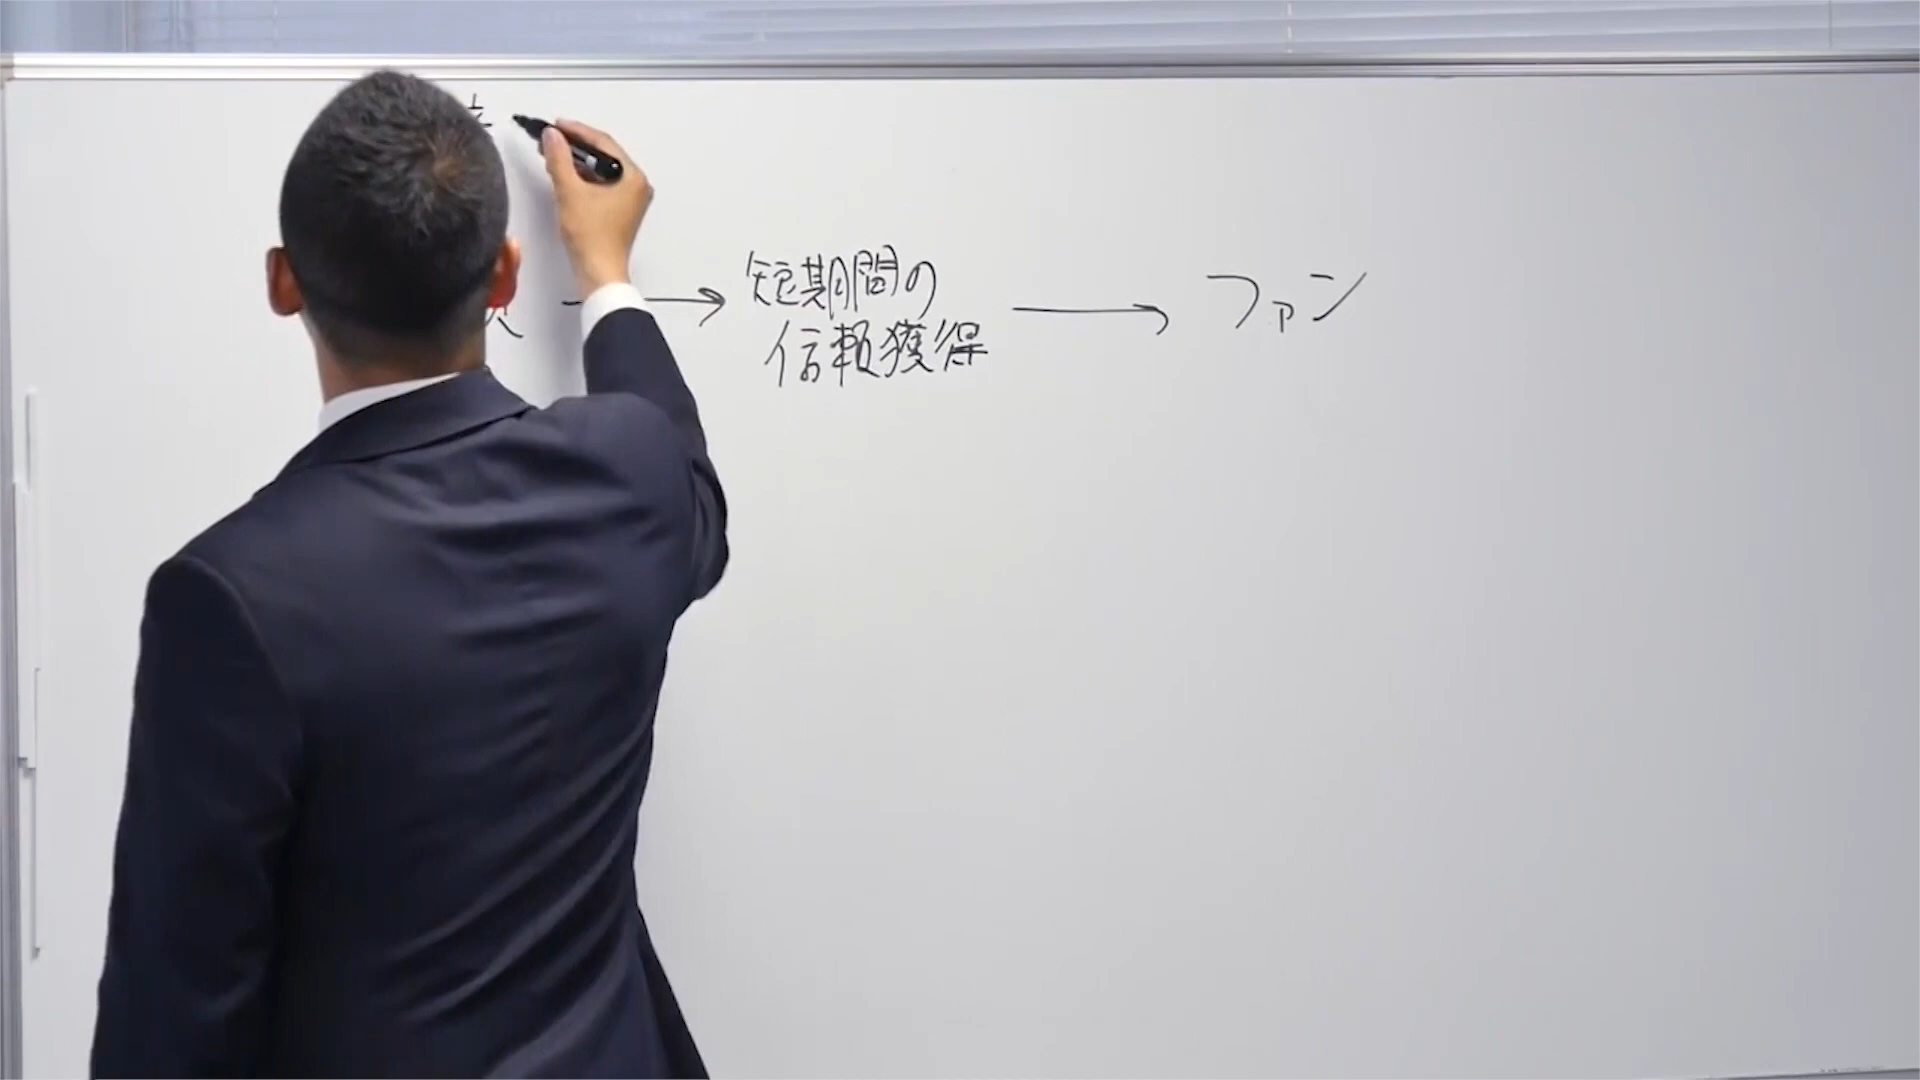 短期間の
信頼獲得
→
→ ファン